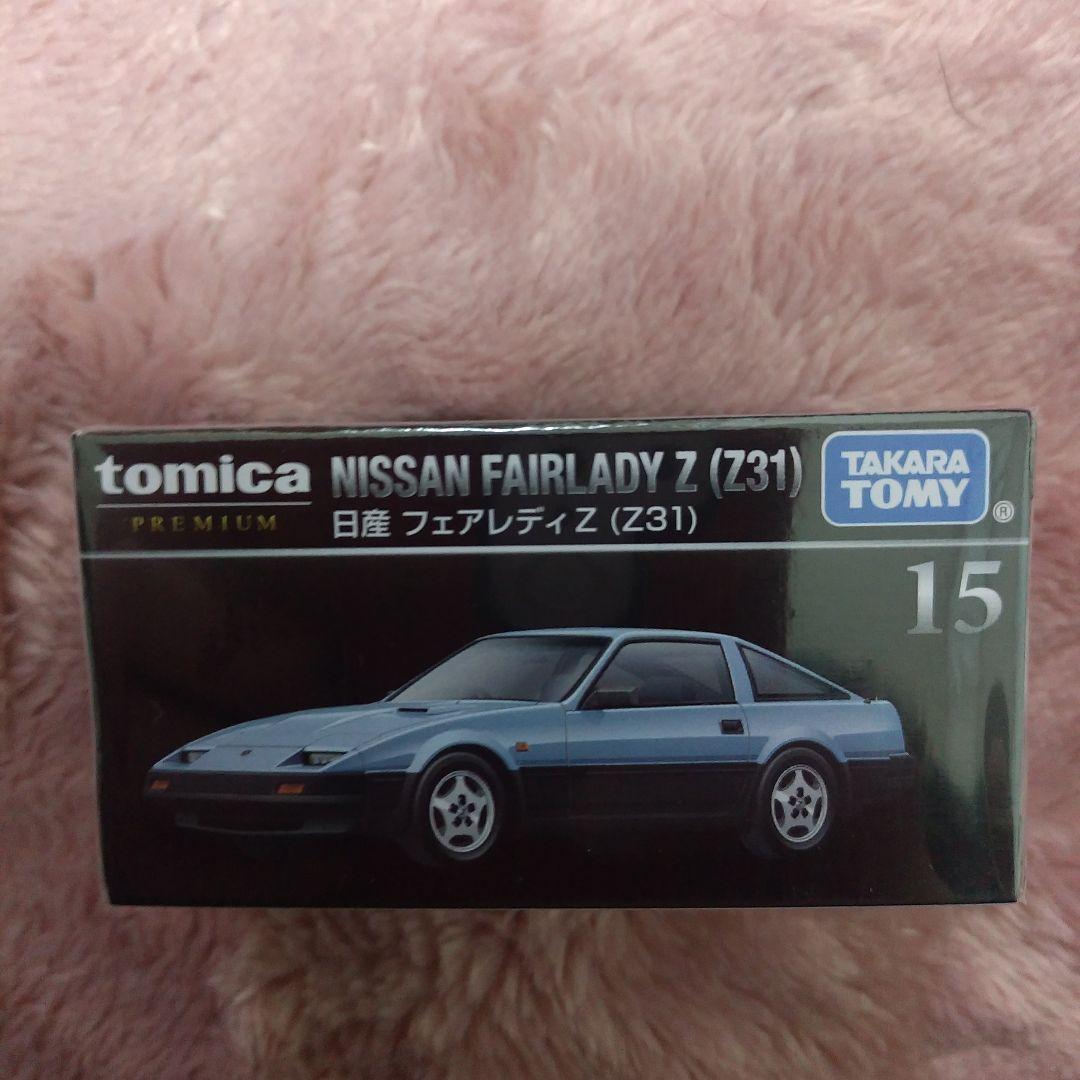 tomica
PREMIUM
NISSAN FAIRLADY Z (Z31)
日産 フェアレディZ (Z31)
TAKARA
TOMY
®
15